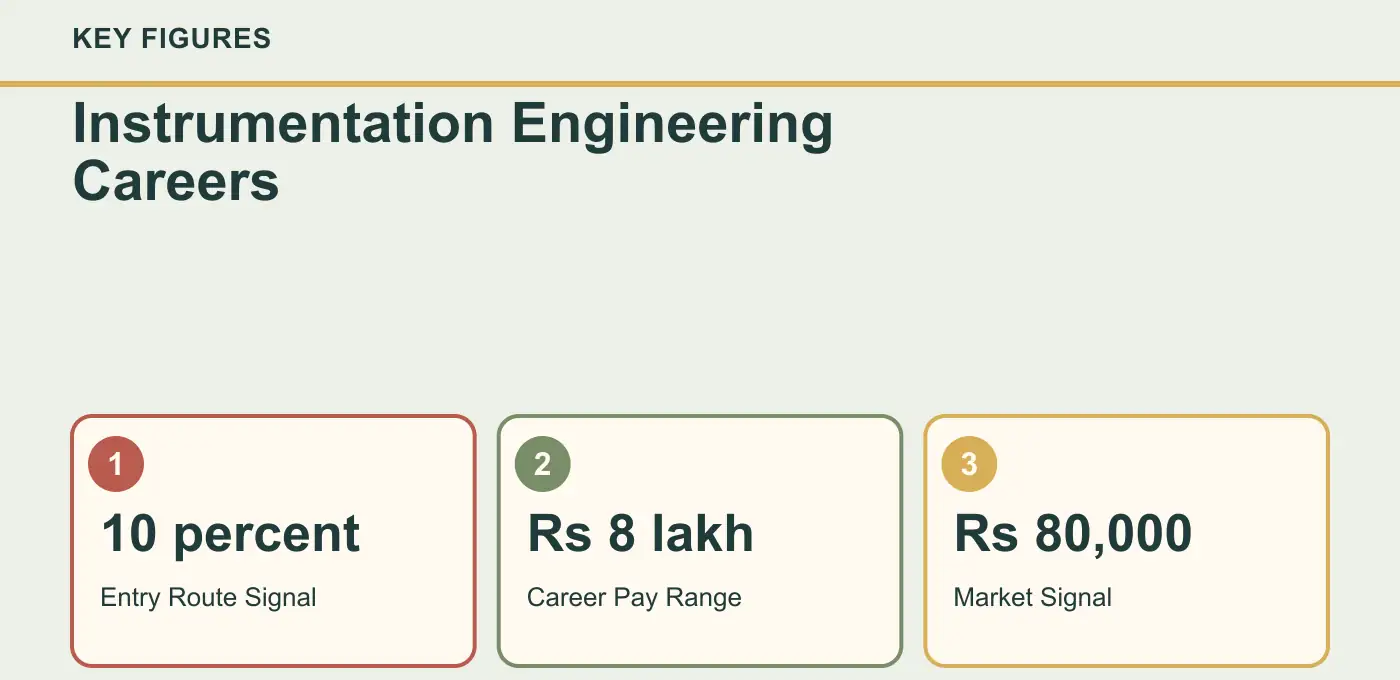 KEY FIGURES
Instrumentation Engineering
Careers
1
10 percent
Entry Route Signal
2
Rs 8 lakh
Career Pay Range
3
Rs 80,000
Market Signal